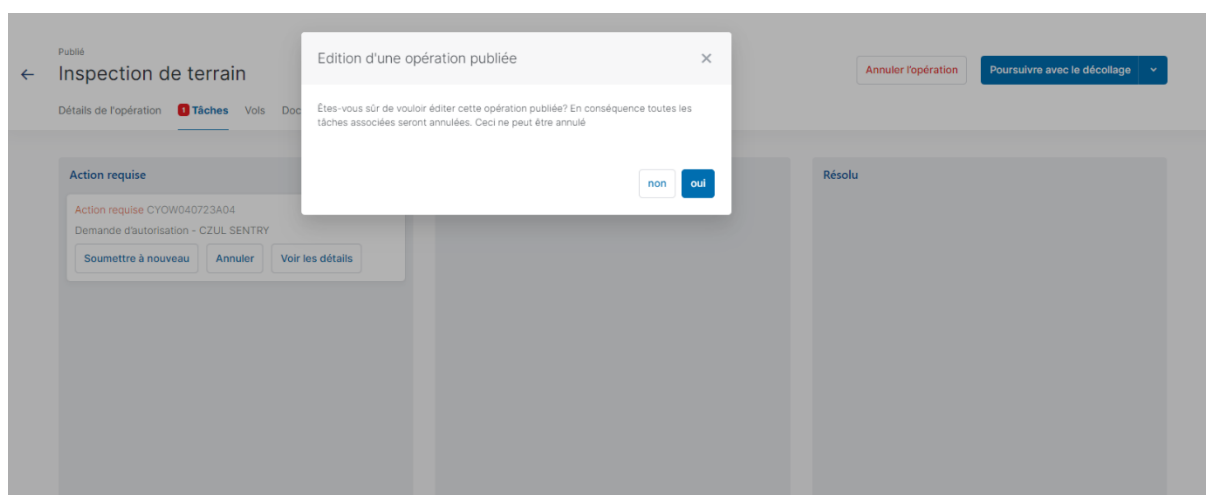 Publié
Inspection de terrain
Détails de l'opération 1 Tâches Vols Doc
Annuler l'opération
Poursuivre avec le décollage
Edition d'une opération publiée
Êtes-vous sûr de vouloir éditer cette opération publiée? En conséquence toutes les
tâches associées seront annulées. Ceci ne peut être annulé
non oui
Action requise
Action requise CYOW040723A04
Demande d'autorisation - CZUL SENTRY
Soumettre à nouveau Annuler Voir les détails
Résolu